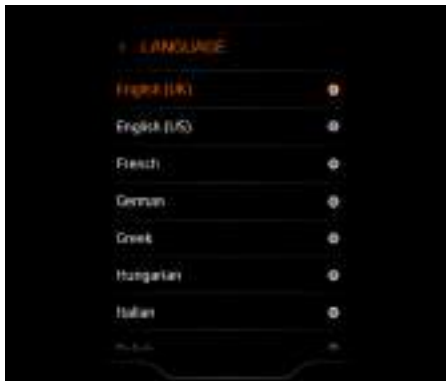 LANGUAGE
English (UK)
English (US)
French
German
Greek
Hungarian
Italian